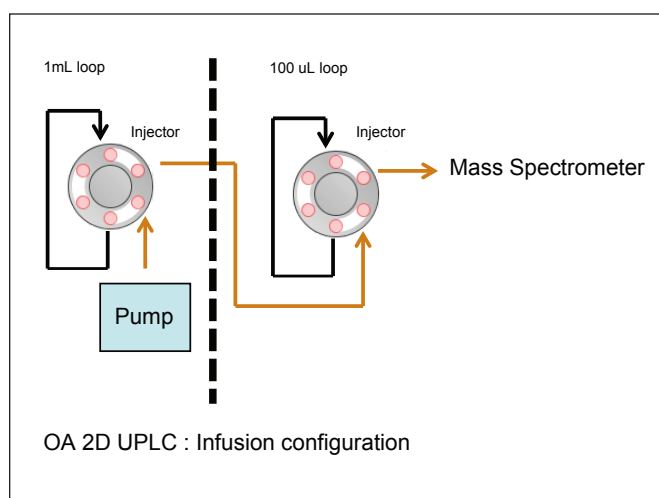 1mL loop
100 uL loop
Injector
Injector
Mass Spectrometer
Pump
OA 2D UPLC : Infusion configuration